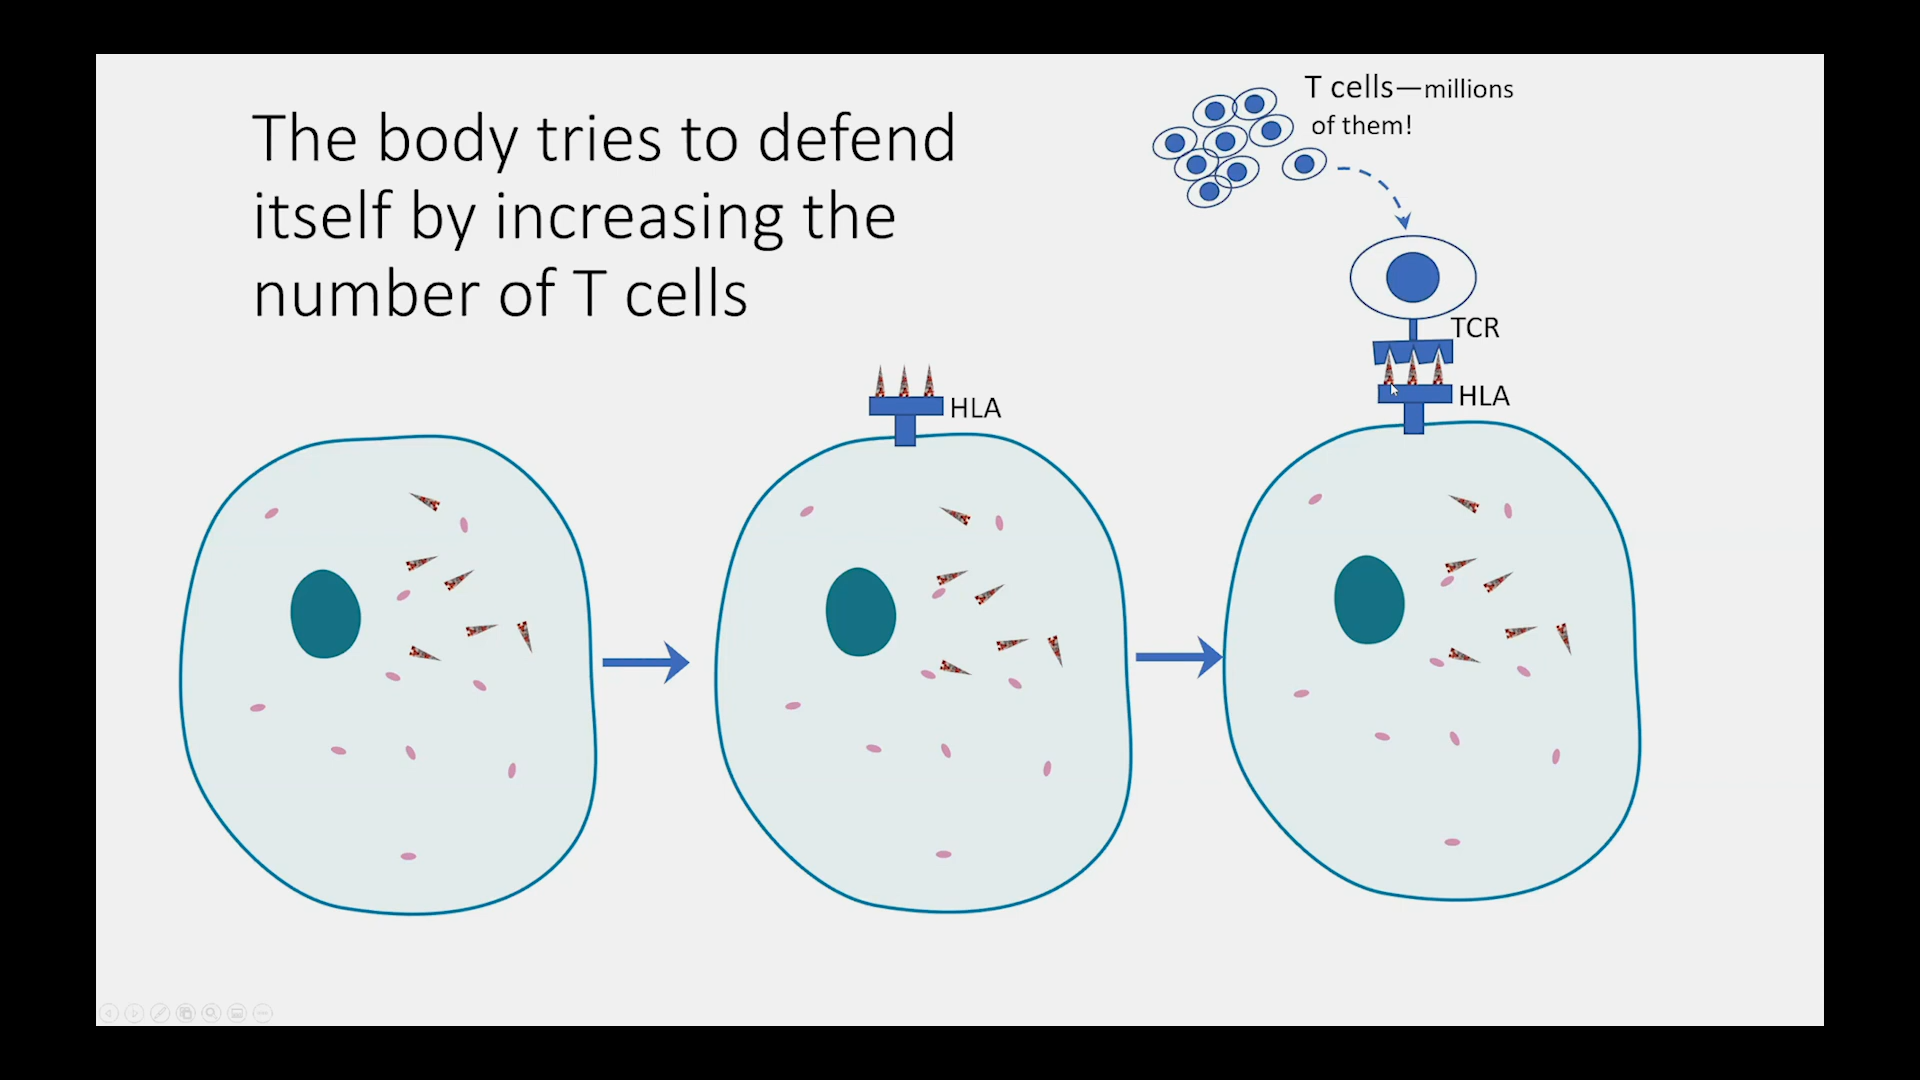 The body tries to defend
itself by increasing the
number of T cells
T cells—millions
of them!
TCR
HLA
HLA